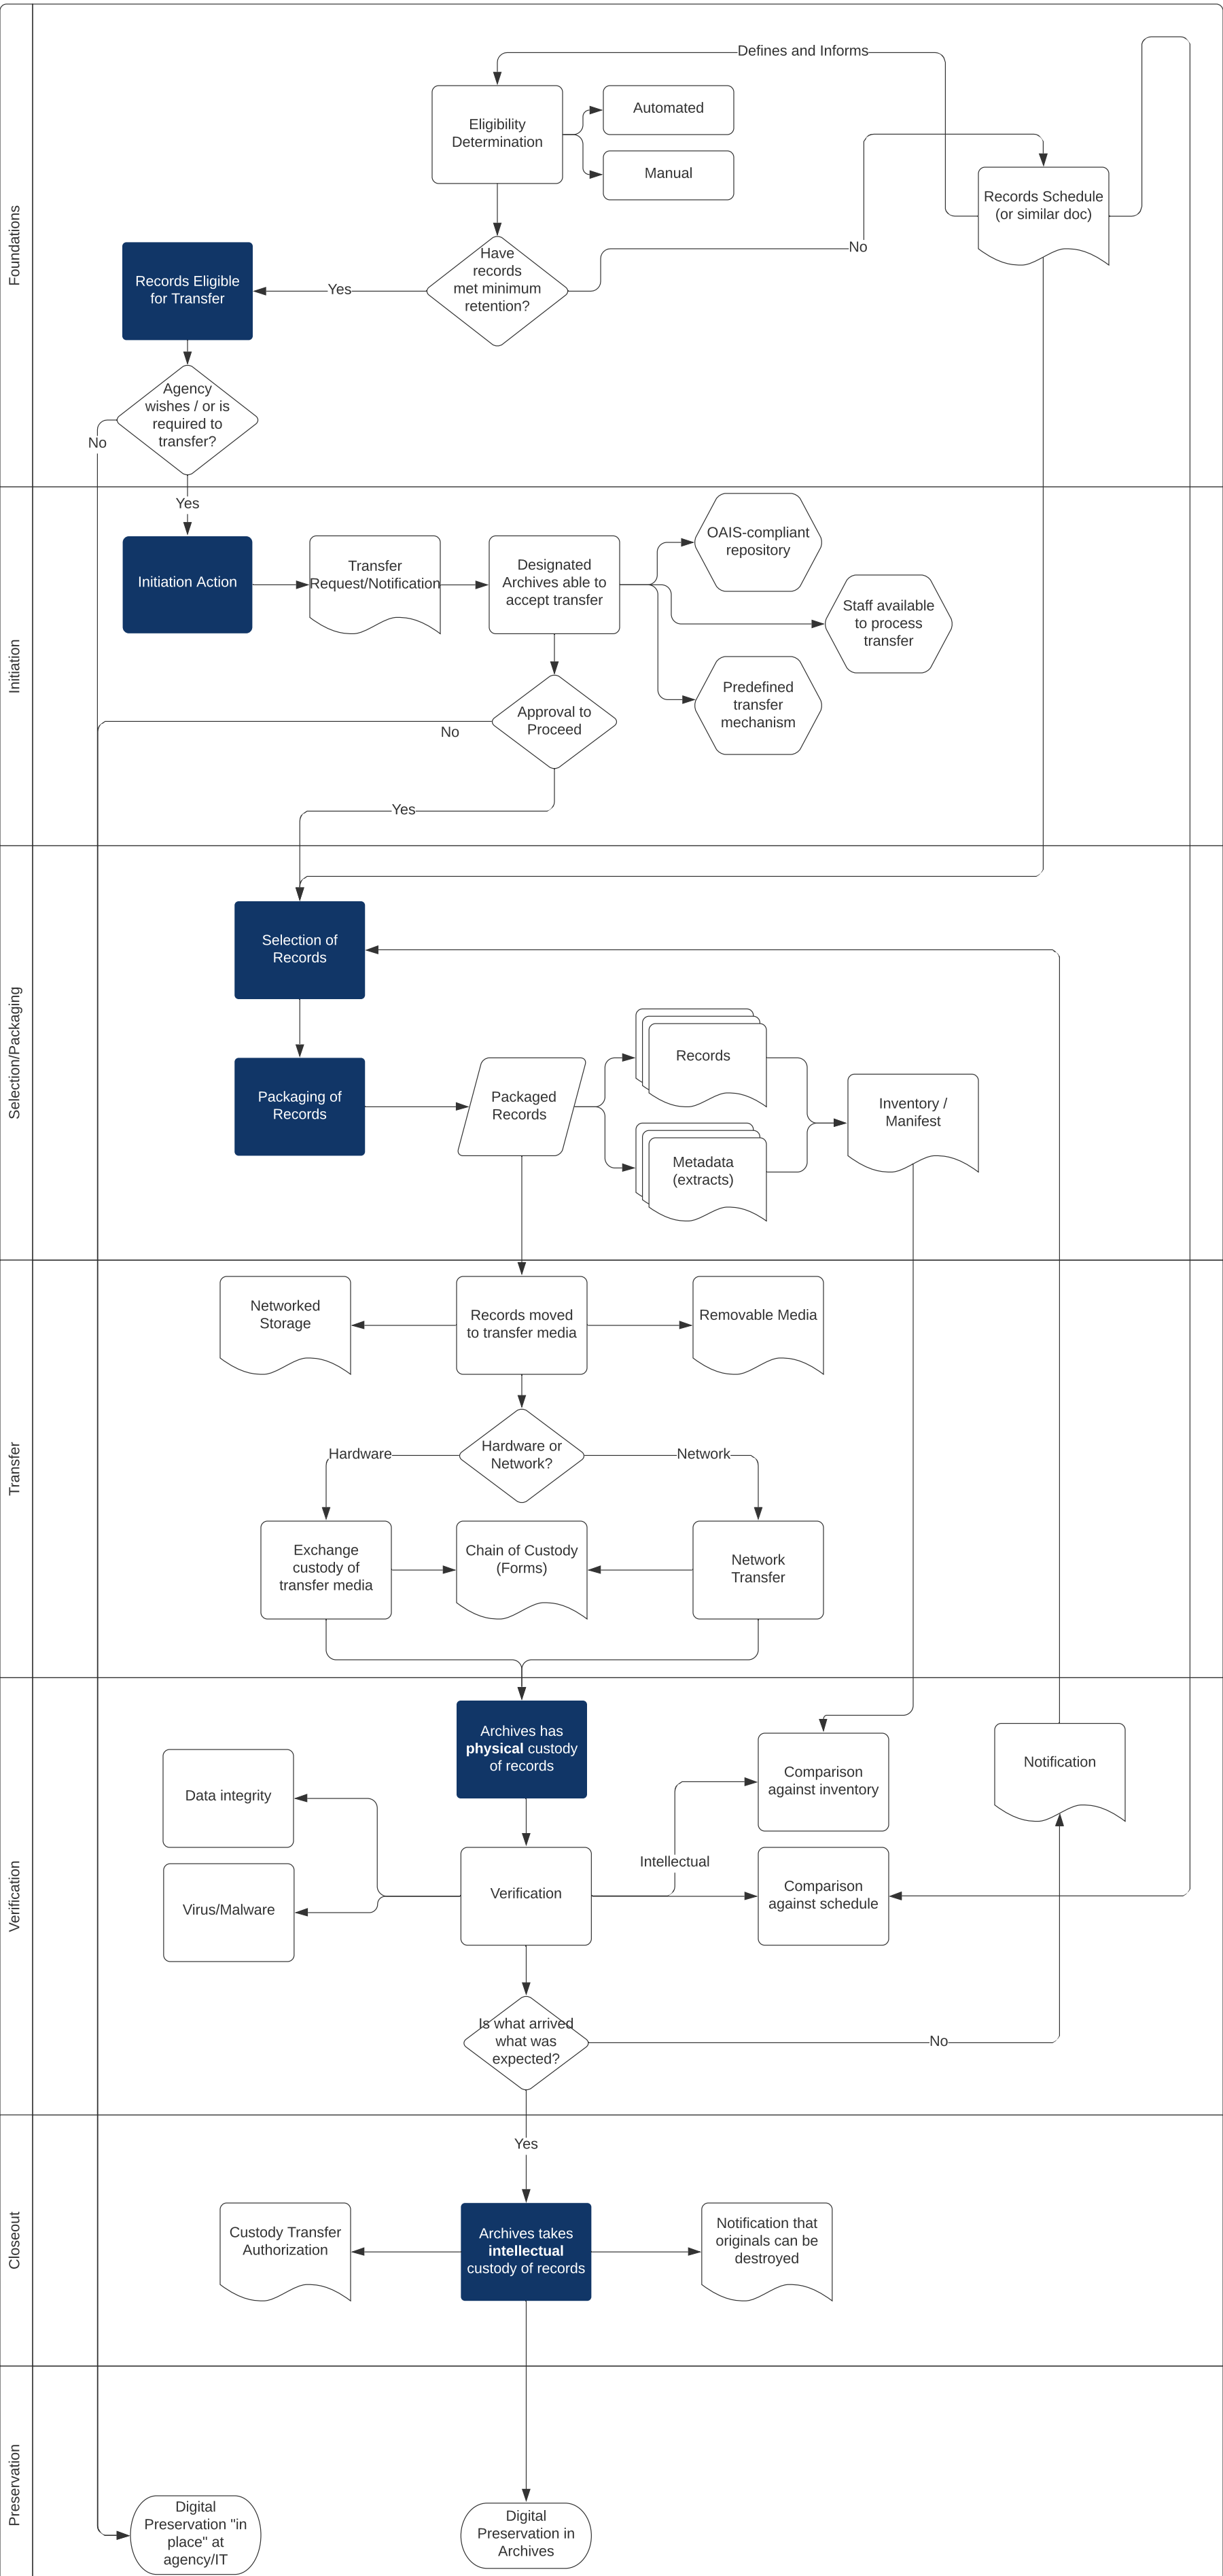 Foundations
Defines and Informs
Eligibility
Determination
Automated
Manual
Records Schedule
(or similar doc)
Have
records
met minimum
retention?
No
Yes
Records Eligible
for Transfer
Agency
wishes / or is
required to
transfer?
No
Yes
Initiation
Initiation Action
Transfer
Request/Notification
Designated
Archives able to
accept transfer
OAIS-compliant
repository
Staff available
to process
transfer
Predefined
transfer
mechanism
Approval to
Proceed
No
Yes
Selection/Packaging
Selection of
Records
Packaging of
Records
Packaged
Records
Records
Metadata
(extracts)
Inventory /
Manifest
Transfer
Networked
Storage
Records moved
to transfer media
Removable Media
Hardware or
Network?
Hardware
Network
Exchange
custody of
transfer media
Chain of Custody
(Forms)
Network
Transfer
Verification
Archives has
physical custody
of records
Data integrity
Virus/Malware
Verification
Intellectual
Comparison
against inventory
Comparison
against schedule
Notification
Is what arrived
what was
expected?
No
Yes
Closeout
Custody Transfer
Authorization
Archives takes
intellectual
custody of records
Notification that
originals can be
destroyed
Preservation
Digital
Preservation "in
place" at
agency/IT
Digital
Preservation in
Archives